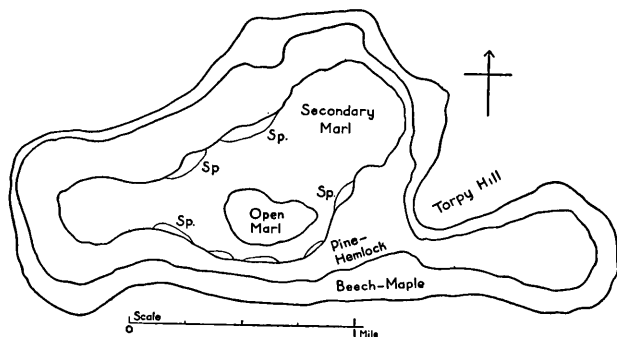 Secondary
Marl
Sp.
Sp
Sp.
Sp.
Open
Marl
Torpy Hill
Pine-
Hemlock
Beech-Maple
Scale
0
1
Mile